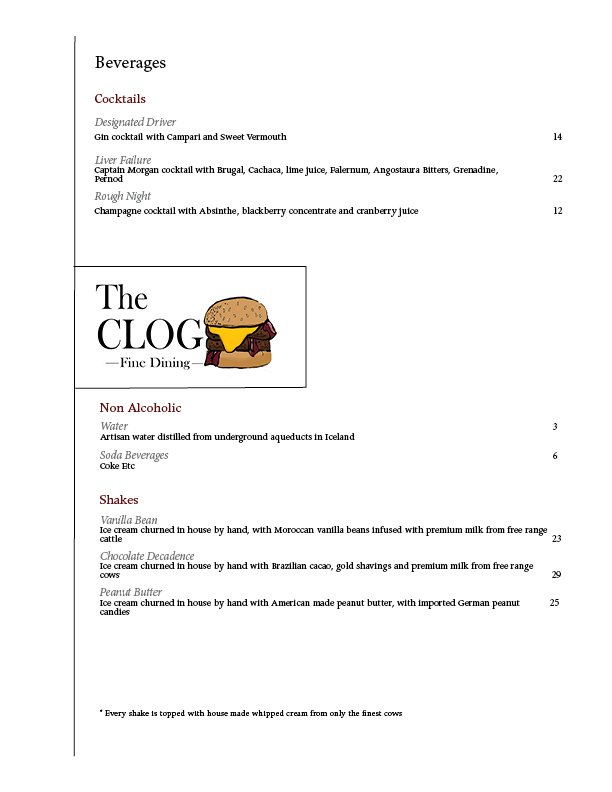 Beverages
Cocktails
Designated Driver
Gin cocktail with Campari and Sweet Vermouth 14
Liver Failure
Captain Morgan cocktail with Brugal, Cachaca, lime juice, Falernum, Angostaura Bitters, Grenadine,
Pernod 22
Rough Night
Champagne cocktail with Absinthe, blackberry concentrate and cranberry juice 12
The
CLOG
—Fine Dining—
Non Alcoholic
Water 3
Artisan water distilled from underground aqueducts in Iceland
Soda Beverages 6
Coke Etc
Shakes
Vanilla Bean
Ice cream churned in house by hand, with Moroccan vanilla beans infused with premium milk from free range
cattle 23
Chocolate Decadence
Ice cream churned in house by hand with Brazilian cacao, gold shavings and premium milk from free range
cows 29
Peanut Butter
Ice cream churned in house by hand with American made peanut butter, with imported German peanut 25
candies
* Every shake is topped with house made whipped cream from only the finest cows